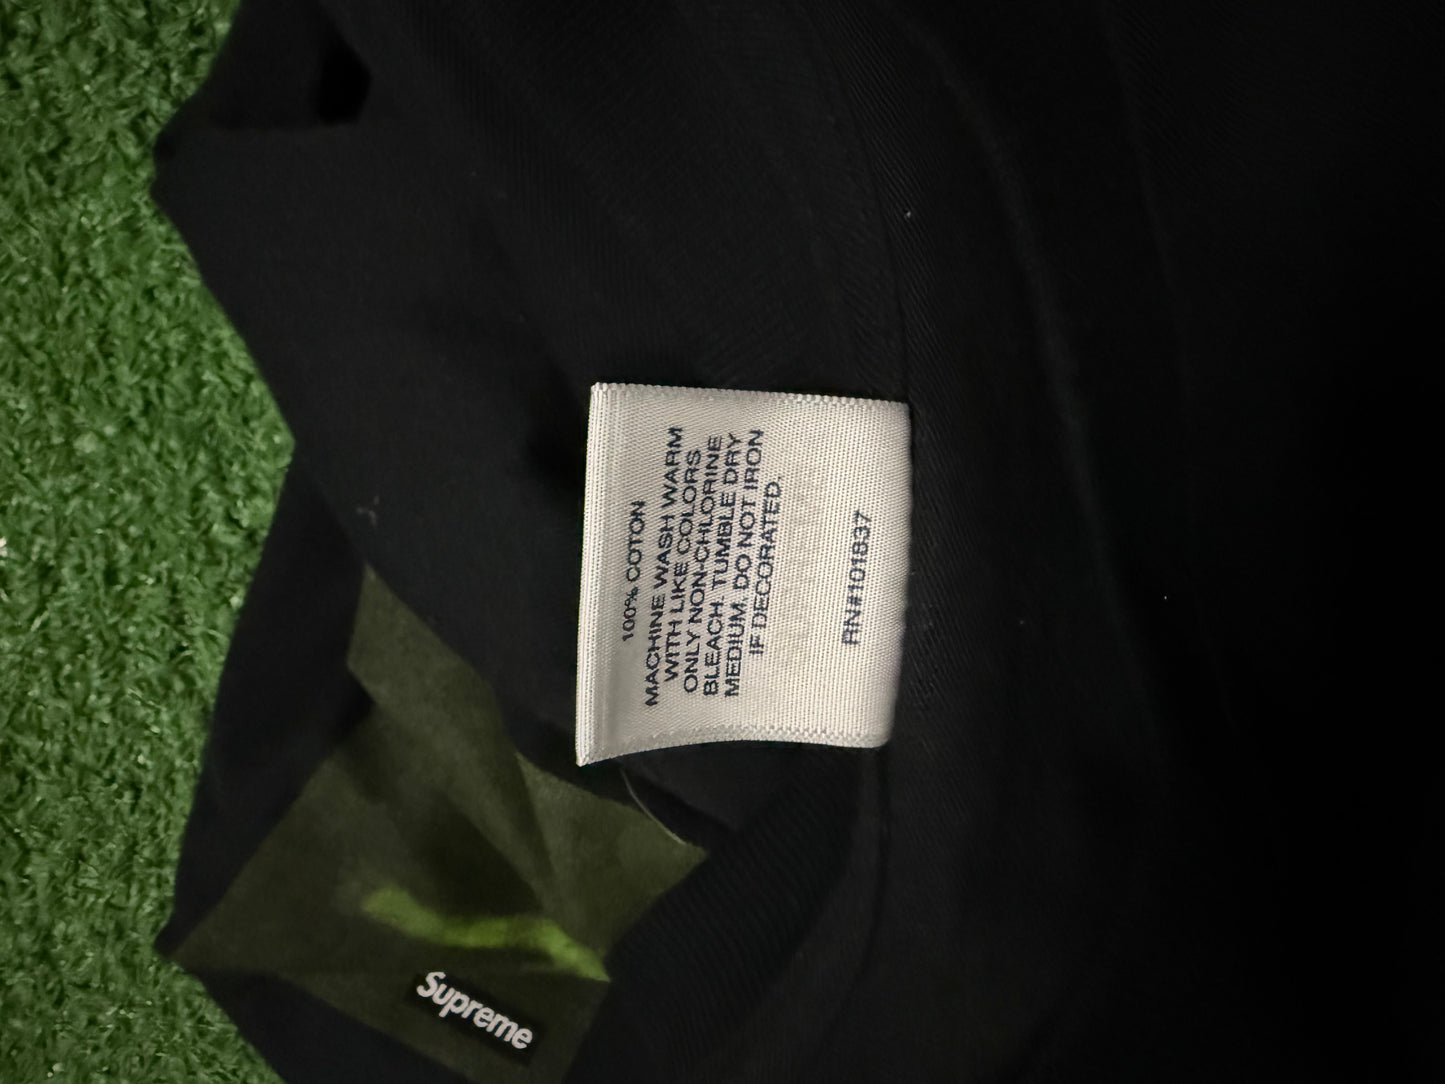 100% COTON
MACHINE WASH WARM
WITH LIKE COLORS
ONLY NON-CHLORINE
BLEACH. TUMBLE DRY
MEDIUM. DO NOT IRON
IF DECORATED.
RN#101837
Supreme